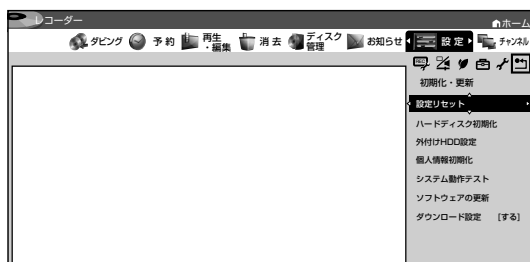 レコーダー
ホーム
ダビング 予約 再生・編集 消去 ディスク管理 お知らせ 設定 チャンネル
初期化・更新
設定リセット
ハードディスク初期化
外付けHDD設定
個人情報初期化
システム動作テスト
ソフトウェアの更新
ダウンロード設定 [する]